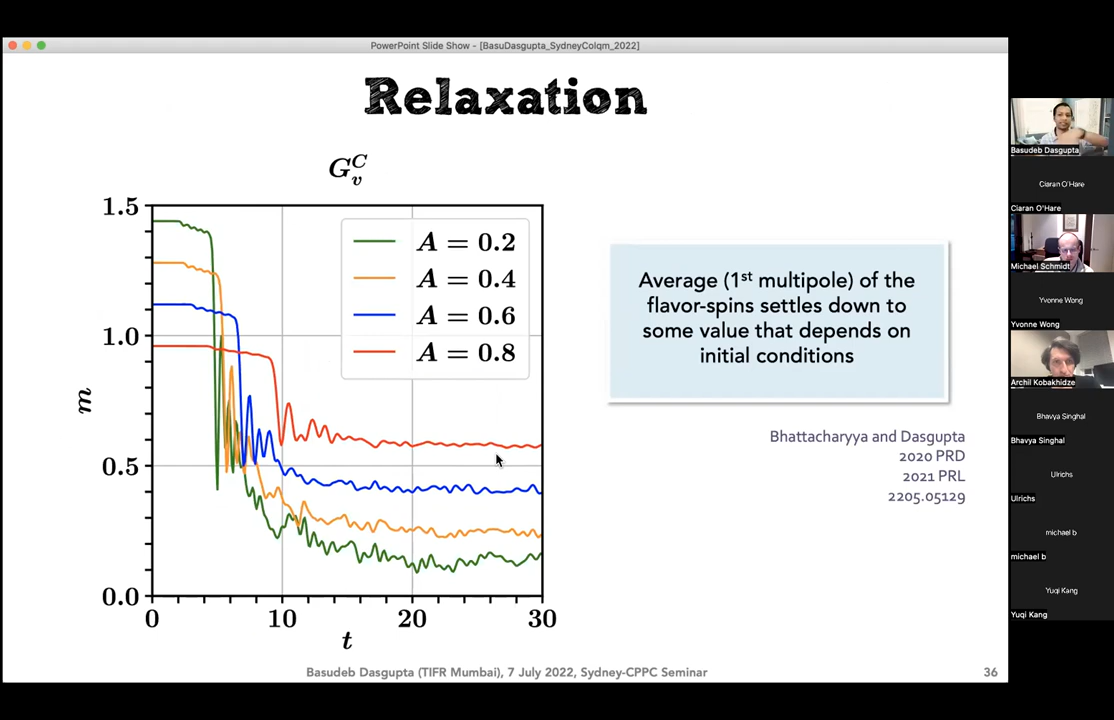 PowerPoint Slide Show - [BasuDasgupta_SydneyColqm_2022]
Relaxation
G_v^C
1.5
1.0
0.5
0.0
m
0
10
20
30
t
A = 0.2
A = 0.4
A = 0.6
A = 0.8
Average (1st multipole) of the
flavor-spins settles down to
some value that depends on
initial conditions
Bhattacharyya and Dasgupta
2020 PRD
2021 PRL
2205.05129
Basudeb Dasgupta (TIFR Mumbai), 7 July 2022, Sydney-CPPC Seminar
36
Basudeb Dasgupta
Ciaran O'Hare
Ciaran O'Hare
Michael Schmidt
Yvonne Wong
Yvonne Wong
Archil Kobakhidze
Bhavya Singhal
Bhavya Singhal
Ulrichs
Ulrichs
michael b
michael b
Yuqi Kang
Yuqi Kang